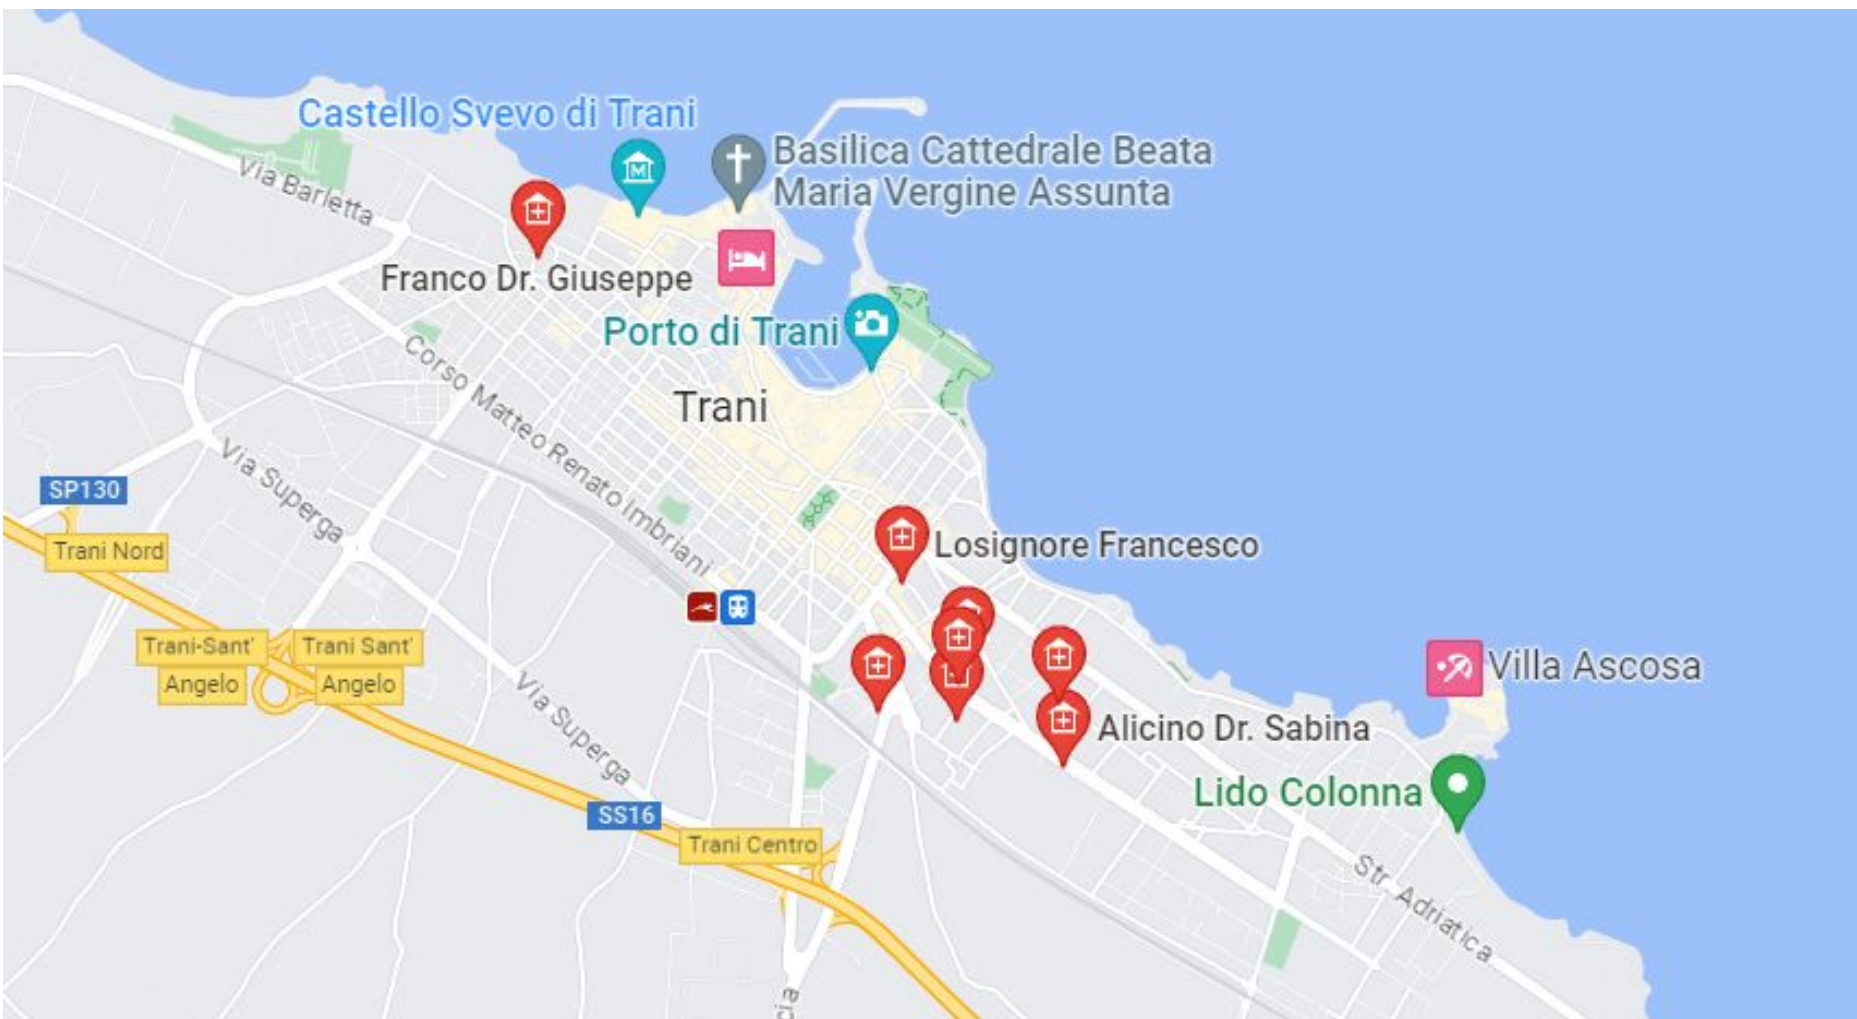 Castello Svevo di Trani
Basilica Cattedrale Beata
Maria Vergine Assunta
Via Barletta
Franco Dr. Giuseppe
Porto di Trani
Corso Matteo Renato Imbriani
Trani
Via Superga
SP130
Trani Nord
Losignore Francesco
Trani-Sant'
Angelo
Trani Sant'
Angelo
Via Superga
Villa Ascosa
Alicino Dr. Sabina
Lido Colonna
SS16
Trani Centro
Str. Adriatica